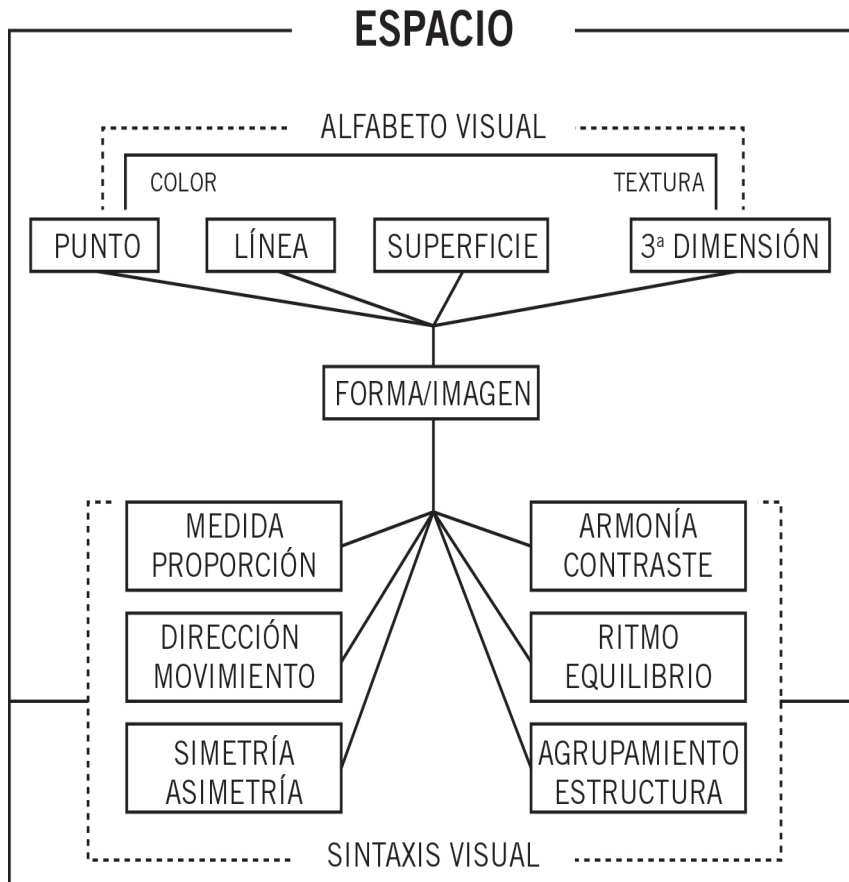 ESPACIO
ALFABETO VISUAL
COLOR
TEXTURA
PUNTO
LÍNEA
SUPERFICIE
3ª DIMENSIÓN
FORMA/IMAGEN
MEDIDA
PROPORCIÓN
ARMONÍA
CONTRASTE
DIRECCIÓN
MOVIMIENTO
RITMO
EQUILIBRIO
SIMETRÍA
ASIMETRÍA
AGRUPAMIENTO
ESTRUCTURA
SINTAXIS VISUAL